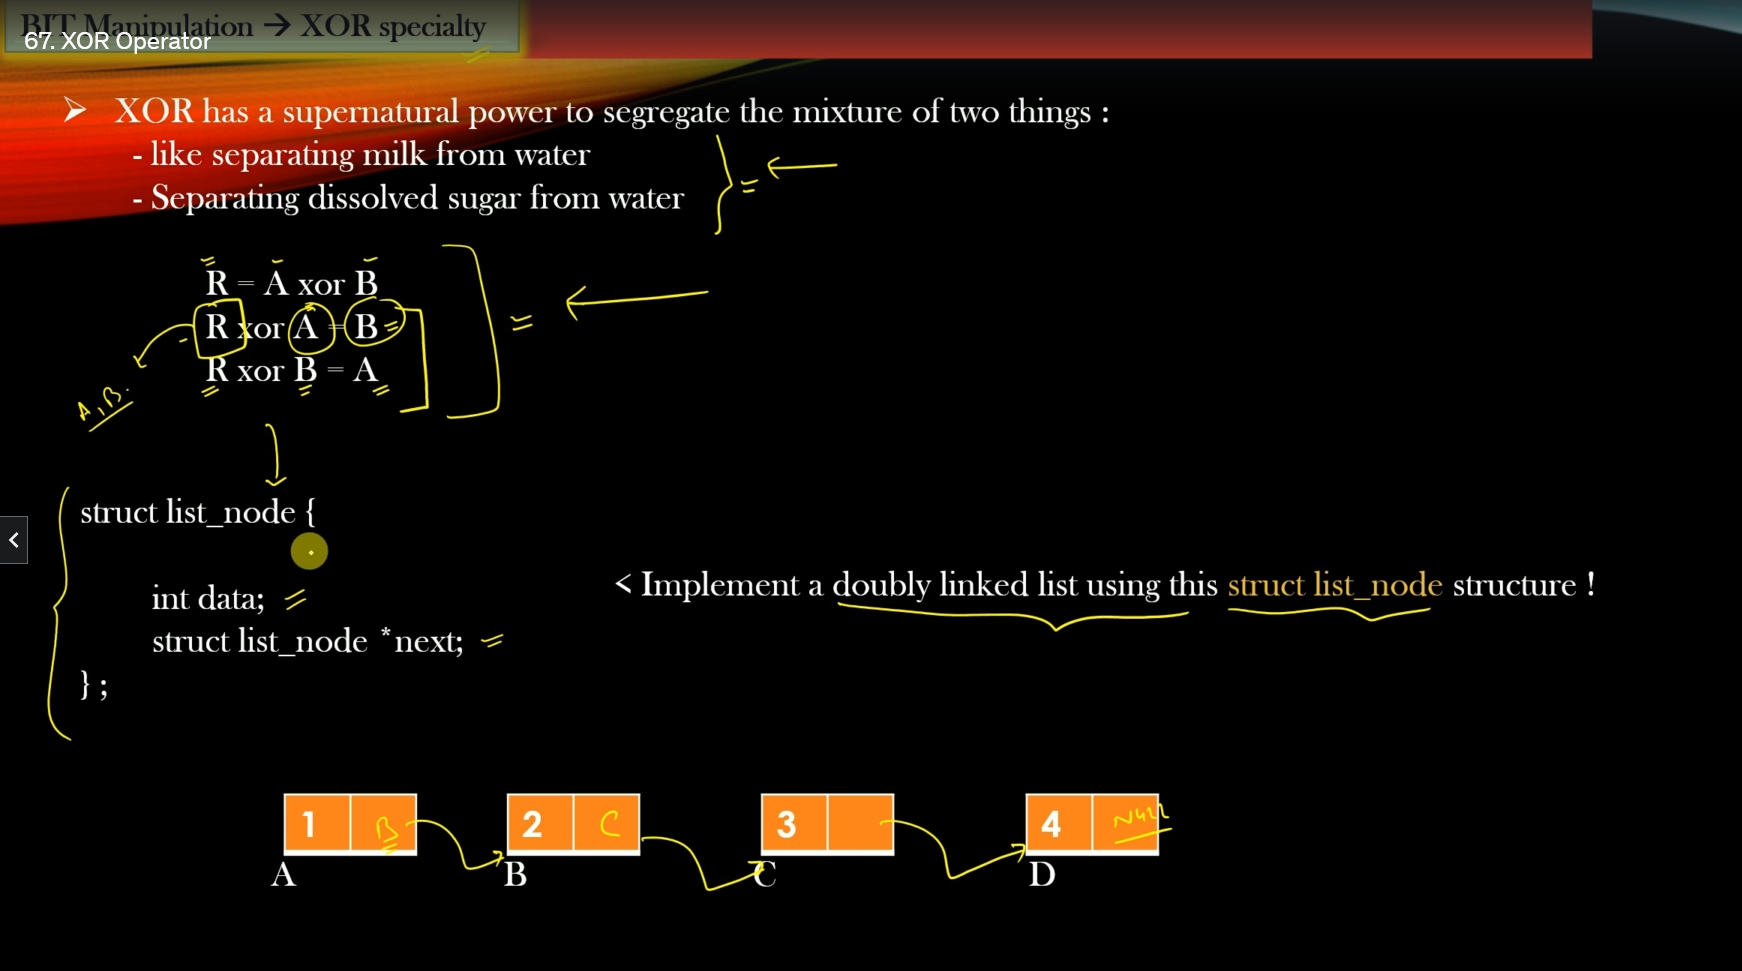 BIT Manipulation → XOR specialty
67. XOR Operator
➢ XOR has a supernatural power to segregate the mixture of two things :
- like separating milk from water
- Separating dissolved sugar from water
R = A xor B
R xor A = B
R xor B = A
A, B.
struct list_node {
int data;
struct list_node *next;
} ;
< Implement a doubly linked list using this struct list_node structure !
1 B 2 C 3 4 Null
A B C D